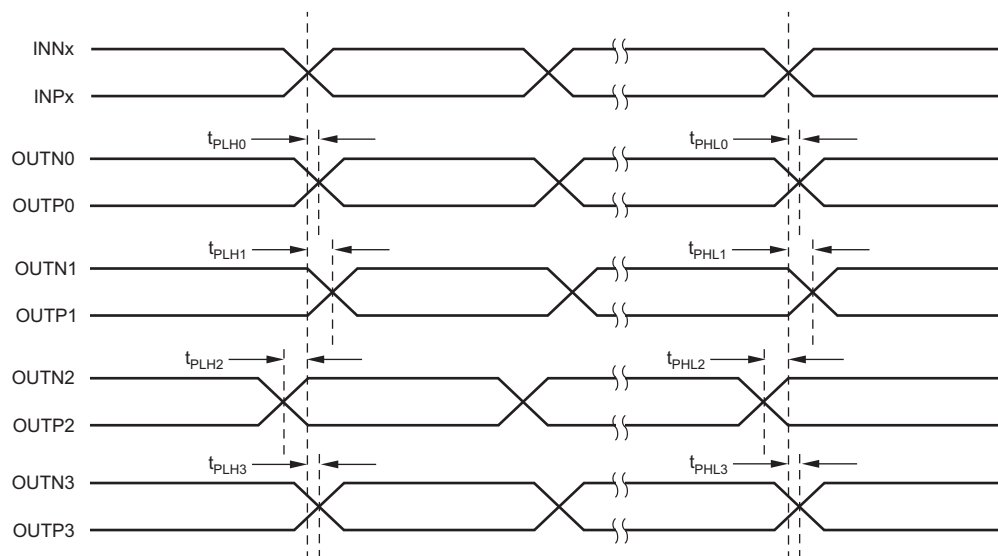 INNx
INPx
tPLH0 tPHL0
OUTN0
OUTP0
tPLH1 tPHL1
OUTN1
OUTP1
tPLH2 tPHL2
OUTN2
OUTP2
tPLH3 tPHL3
OUTN3
OUTP3